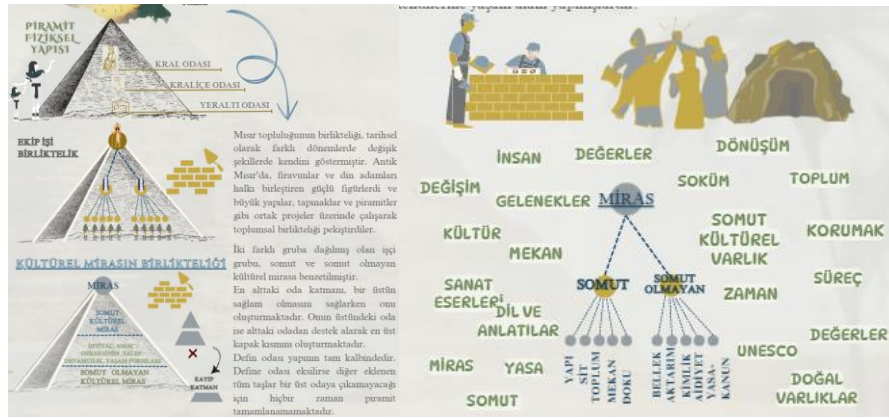 PİRAMİT
FİZİKSEL
YAPISI
KRAL ODASI
KRALİÇE ODASI
YERALTI ODASI
EKİP İŞİ
BİRLİKTELİK
Mısır topluluğunun birlikteliği, tarihsel
olarak farklı dönemlerde değişik
şekillerde kendini göstermiştir. Antik
Mısır'da, firavunlar ve din adamları
halkı birleştiren güçlü figürlerdi ve
büyük yapılar, tapınaklar ve piramitler
gibi ortak projeler üzerinde çalışarak
toplumsal birlikteliği pekiştirdiler.
KÜLTÜREL MİRASIN BİRLİKTELİĞİ
MİRAS
SOMUT
KÜLTÜREL
MİRAS
SOMUT OLMAYAN
KÜLTÜREL MİRAS
KAYIP
KATMAN
İki farklı gruba dağılmış olan işçi
grubu, somut ve somut olmayan
kültürel mirasa benzetilmiştir.
En alttaki oda katmanı, bir üstün
sağlam olmasını sağlarken onu
oluşturmaktadır. Onun üstündeki oda
ise alttaki odadan destek alarak en üst
kapak kısmını oluşturmaktadır.
Defin odası yapının tam kalbindedir.
Define odası eksilirse diğer eklenen
tüm taşlar bir üst odaya çıkamayacağı
için hiçbir zaman piramit
tamamlanamamaktadır.
İNSAN
DEĞERLER
DÖNÜŞÜM
DEĞİŞİM
GELENEKLER
MİRAS
SOKÜM
TOPLUM
KÜLTÜR
MEKAN
SOMUT
KÜLTÜREL
VARLIK
KORUMAK
SANAT
ESERLERİ
DİL VE
ANLATILAR
SOMUT
SOMUT
OLMAYAN
ZAMAN
SÜREÇ
DEĞERLER
MİRAS
YASA
SOMUT
YAPI
SİT
TOPLUM
MEKAN
DOKU
BELLEK
AKTARIM
KİMLİK
AİDİYET
YASA-
KANUN
UNESCO
DOĞAL
VARLIKLAR